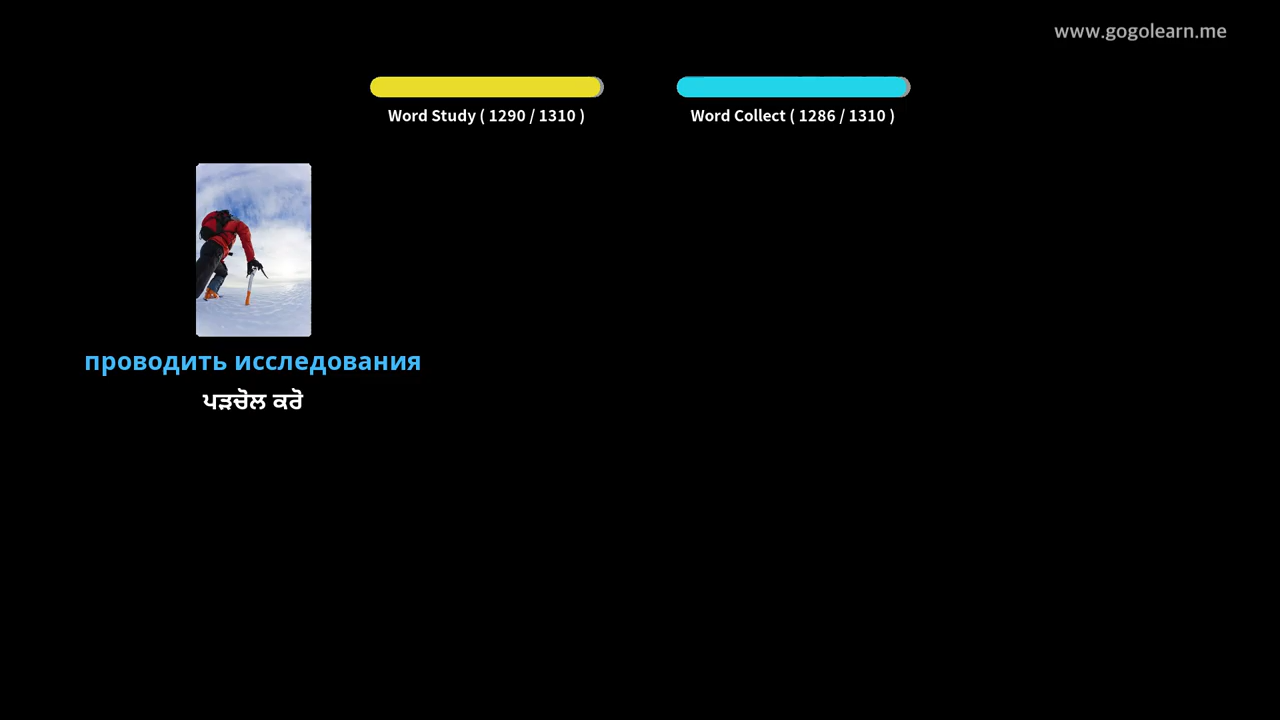 www.gogolearn.me
Word Study ( 1290 / 1310 )
Word Collect ( 1286 / 1310 )
проводить исследования
ਪੜਚੋਲ ਕਰੋ